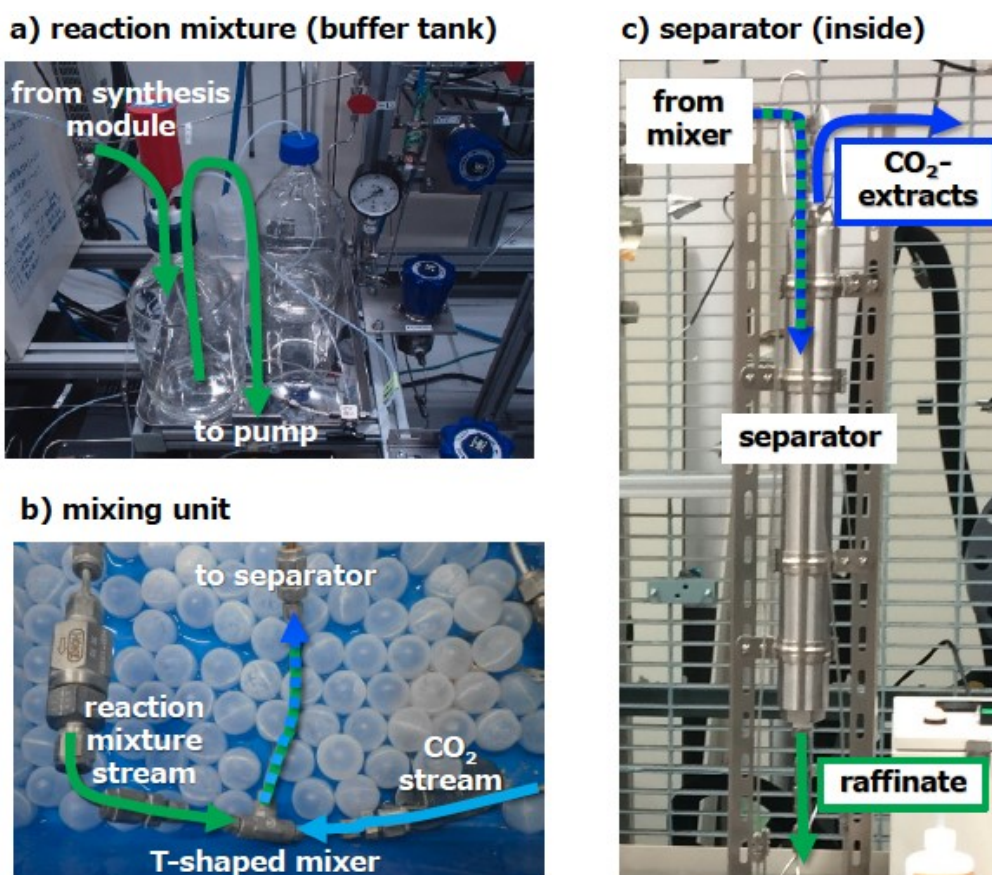 a) reaction mixture (buffer tank)
from synthesis
module
to pump
b) mixing unit
to separator
reaction
mixture
stream
CO₂
stream
T-shaped mixer
c) separator (inside)
from
mixer
CO₂-
extracts
separator
raffinate